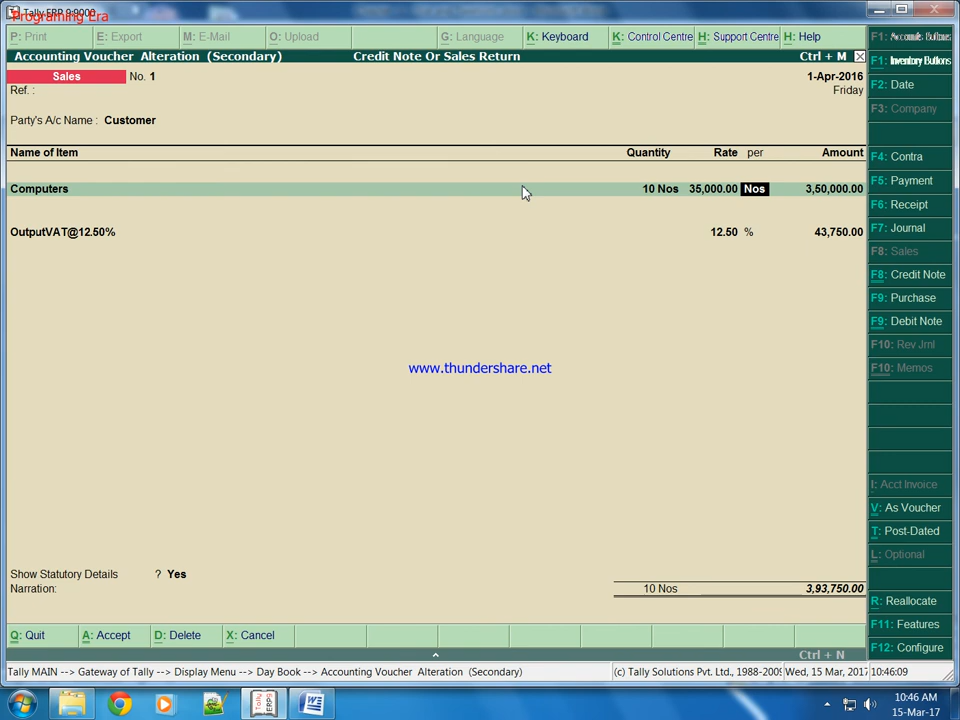 Tally.ERP 9:9000
Programing Era
P: Print
E: Export
M: E-Mail
O: Upload
G: Language
K: Keyboard
K: Control Centre
H: Support Centre
H: Help
Accounting Voucher Alteration (Secondary)
Credit Note Or Sales Return
Ctrl + M
Sales
No. 1
1-Apr-2016
Ref. :
Friday
Party's A/c Name : Customer
Name of Item
Quantity
Rate
per
Amount
Computers
10 Nos
35,000.00
Nos
3,50,000.00
OutputVAT@12.50%
12.50
%
43,750.00
www.thundershare.net
Show Statutory Details ? Yes
Narration:
10 Nos
3,93,750.00
Q: Quit
A: Accept
D: Delete
X: Cancel
Ctrl + N
F1:
F1: Inventory Buttons
F2: Date
F3: Company
F4: Contra
F5: Payment
F6: Receipt
F7: Journal
F8: Sales
F8: Credit Note
F9: Purchase
F9: Debit Note
F10: Rev Jrnl
F10: Memos
I: Acct Invoice
V: As Voucher
T: Post-Dated
L: Optional
R: Reallocate
F11: Features
F12: Configure
Tally MAIN --> Gateway of Tally --> Display Menu --> Day Book --> Accounting Voucher Alteration (Secondary)
(c) Tally Solutions Pvt. Ltd., 1988-2009
Wed, 15 Mar, 2017
10:46:09
10:46 AM
15-Mar-17